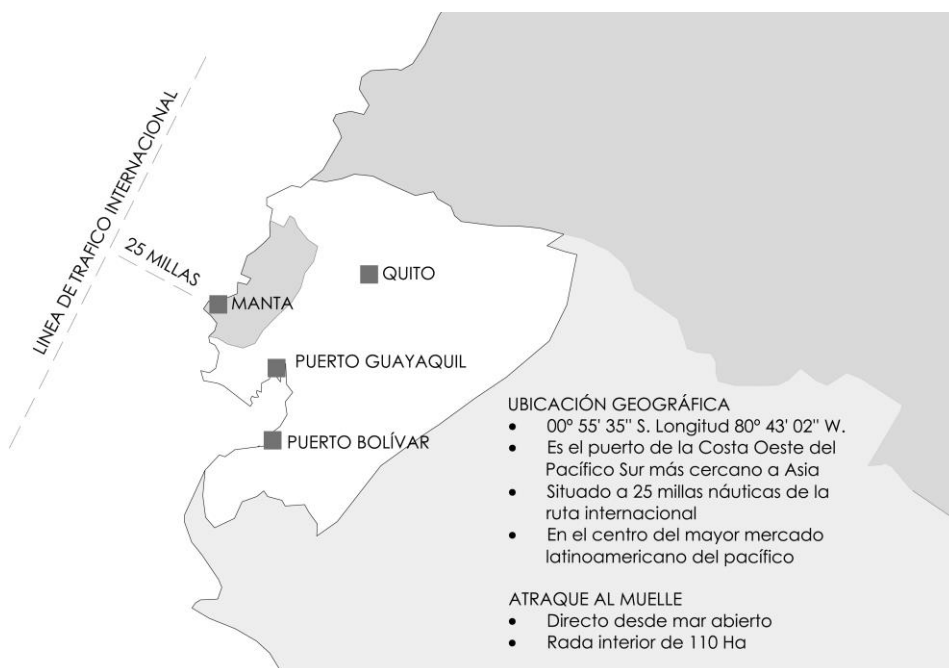 LINEA DE TRAFICO INTERNACIONAL
25 MILLAS
QUITO
MANTA
PUERTO GUAYAQUIL
PUERTO BOLÍVAR
UBICACIÓN GEOGRÁFICA
• 00º 55' 35" S. Longitud 80º 43' 02" W.
• Es el puerto de la Costa Oeste del
Pacífico Sur más cercano a Asia
• Situado a 25 millas náuticas de la
ruta internacional
• En el centro del mayor mercado
latinoamericano del pacífico
ATRAQUE AL MUELLE
• Directo desde mar abierto
• Rada interior de 110 Ha